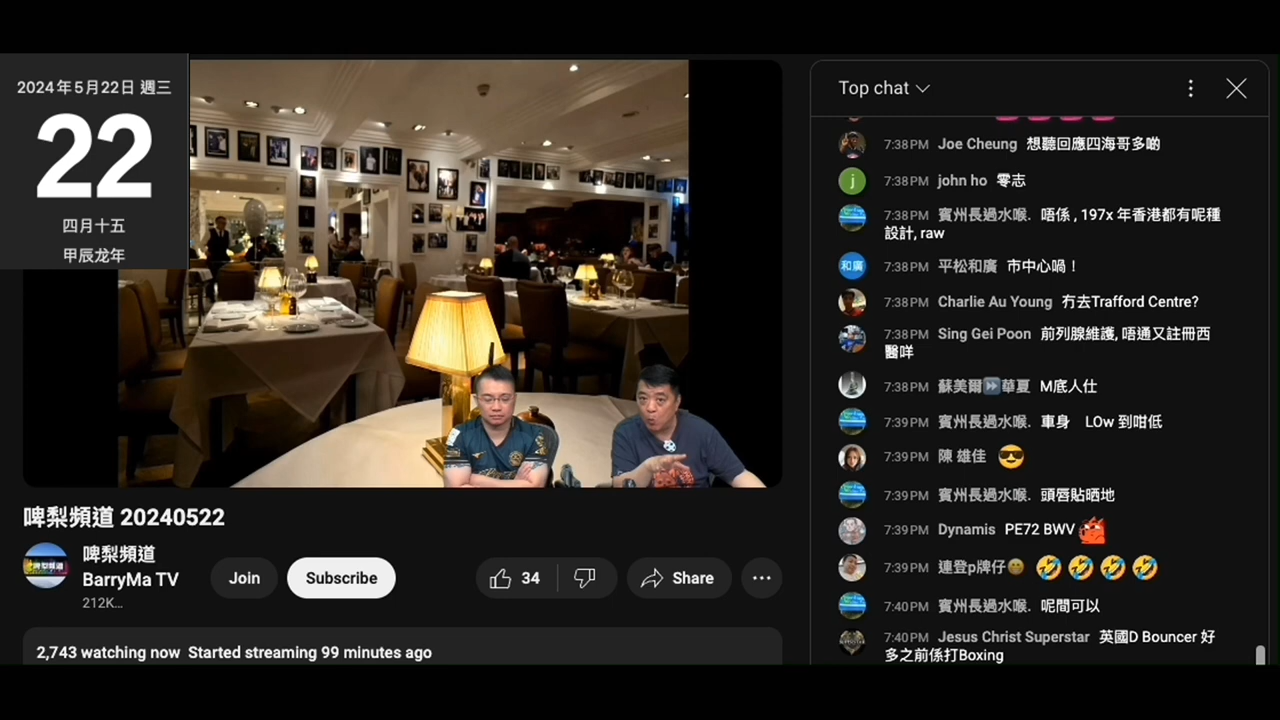 2024年5月22日 週三
22
四月十五
甲辰龙年
啤梨頻道 20240522
啤梨頻道
BarryMa TV
212K...
Join
Subscribe
34
Share
2,743 watching now Started streaming 99 minutes ago
Top chat
7:38PM Joe Cheung 想聽回應四海哥多啲
j
7:38PM john ho 零志
7:38PM 賓州長過水喉. 唔係 , 197x 年香港都有呢種
設計, raw
和廣
7:38PM 平松和廣 市中心喎！
7:38PM Charlie Au Young 冇去Trafford Centre?
7:38PM Sing Gei Poon 前列腺維護, 唔通又註冊西
醫咩
7:38PM 蘇美爾⏩華夏 M底人仕
7:39PM 賓州長過水喉. 車身 LOw 到咁低
7:39PM 陳 雄佳 😎
7:39PM 賓州長過水喉. 頭唇貼晒地
7:39PM Dynamis PE72 BWV
7:39PM 連登p牌仔🤫 🤣🤣🤣🤣
7:40PM 賓州長過水喉. 呢間可以
7:40PM Jesus Christ Superstar 英國D Bouncer 好
多之前係打Boxing